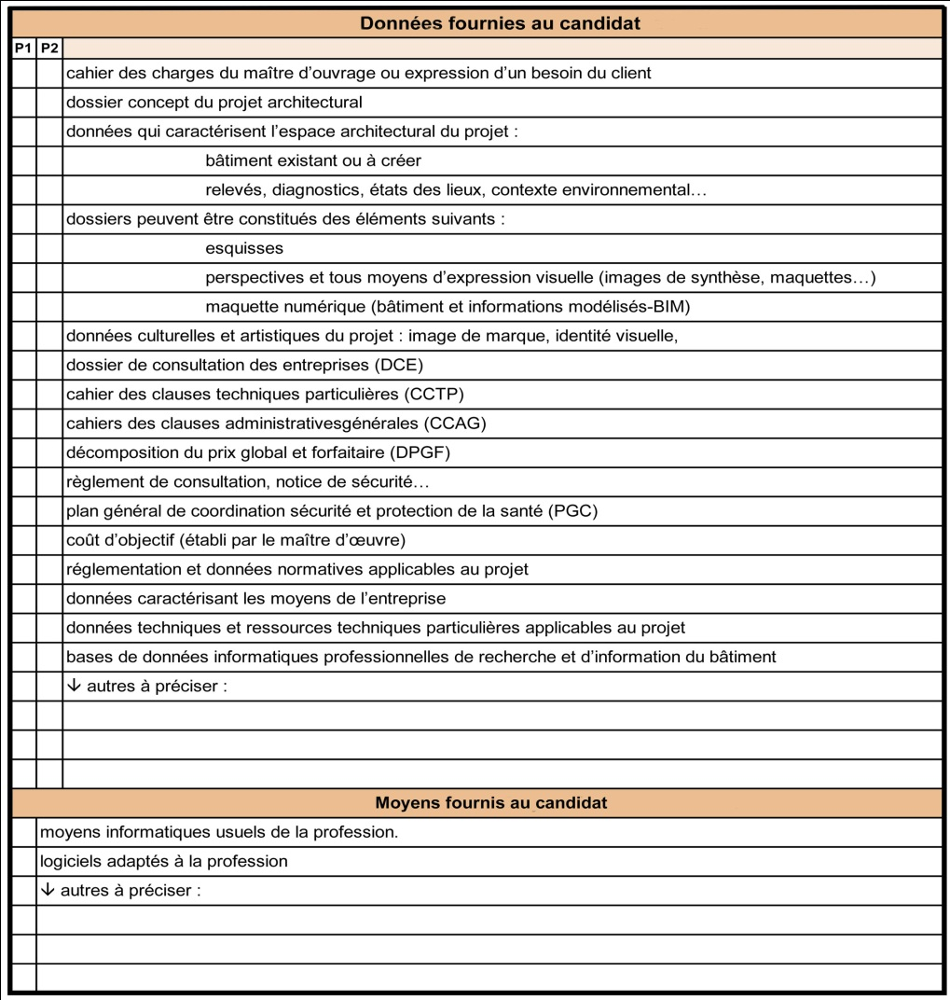 Données fournies au candidat
P1 P2
cahier des charges du maître d’ouvrage ou expression d’un besoin du client
dossier concept du projet architectural
données qui caractérisent l’espace architectural du projet :
bâtiment existant ou à créer
relevés, diagnostics, états des lieux, contexte environnemental…
dossiers peuvent être constitués des éléments suivants :
esquisses
perspectives et tous moyens d’expression visuelle (images de synthèse, maquettes…)
maquette numérique (bâtiment et informations modélisés-BIM)
données culturelles et artistiques du projet : image de marque, identité visuelle,
dossier de consultation des entreprises (DCE)
cahier des clauses techniques particulières (CCTP)
cahiers des clauses administrativesgénérales (CCAG)
décomposition du prix global et forfaitaire (DPGF)
règlement de consultation, notice de sécurité…
plan général de coordination sécurité et protection de la santé (PGC)
coût d’objectif (établi par le maître d’œuvre)
réglementation et données normatives applicables au projet
données caractérisant les moyens de l’entreprise
données techniques et ressources techniques particulières applicables au projet
bases de données informatiques professionnelles de recherche et d’information du bâtiment
↓ autres à préciser :
Moyens fournis au candidat
moyens informatiques usuels de la profession.
logiciels adaptés à la profession
↓ autres à préciser :